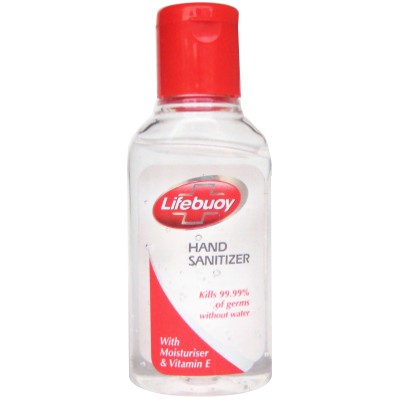 Lifebuoy
HAND
SANITIZER
Kills 99.99%
of germs
without water
With
Moisturiser
& Vitamin E